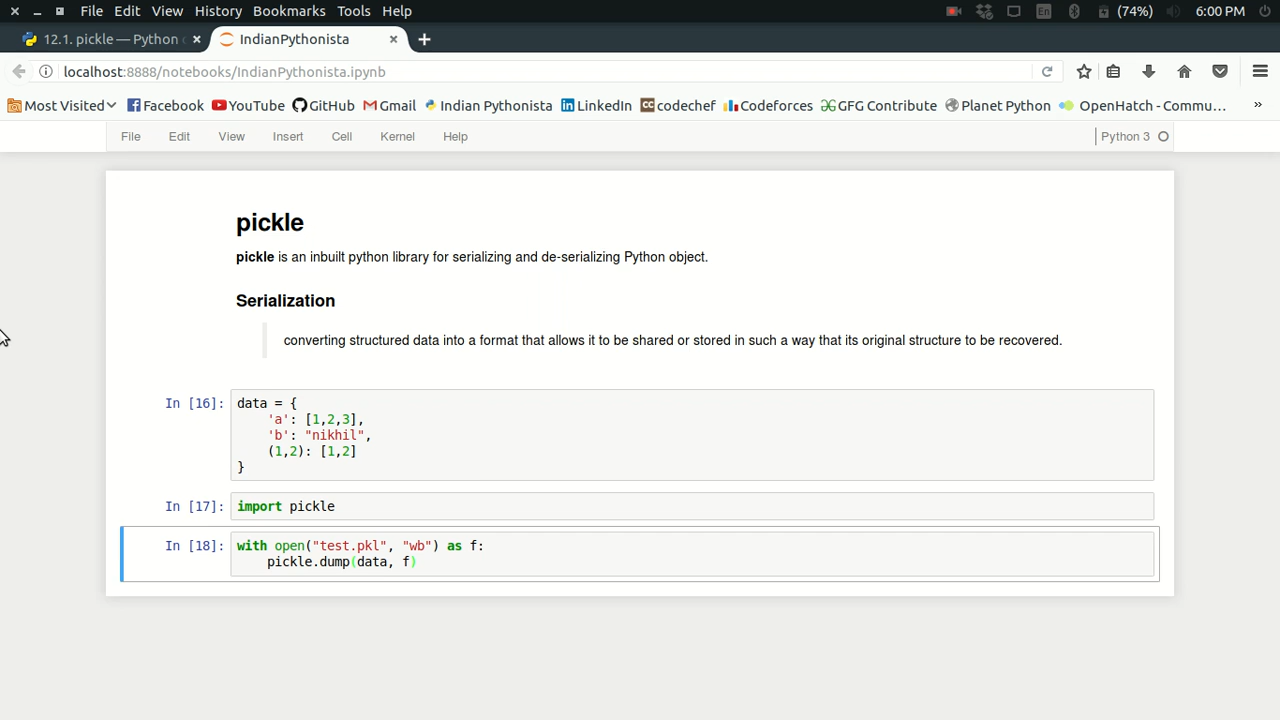 File Edit View History Bookmarks Tools Help
En (74%) 6:00 PM
12.1. pickle — Python
IndianPythonista
localhost:8888/notebooks/IndianPythonista.ipynb
Most Visited Facebook YouTube GitHub Gmail Indian Pythonista LinkedIn codechef Codeforces GFG Contribute Planet Python OpenHatch - Commu… »
File Edit View Insert Cell Kernel Help Python 3
pickle
pickle is an inbuilt python library for serializing and de-serializing Python object.
Serialization
converting structured data into a format that allows it to be shared or stored in such a way that its original structure to be recovered.
In [16]: data = {
'a': [1,2,3],
'b': "nikhil",
(1,2): [1,2]
}
In [17]: import pickle
In [18]: with open("test.pkl", "wb") as f:
pickle.dump(data, f)